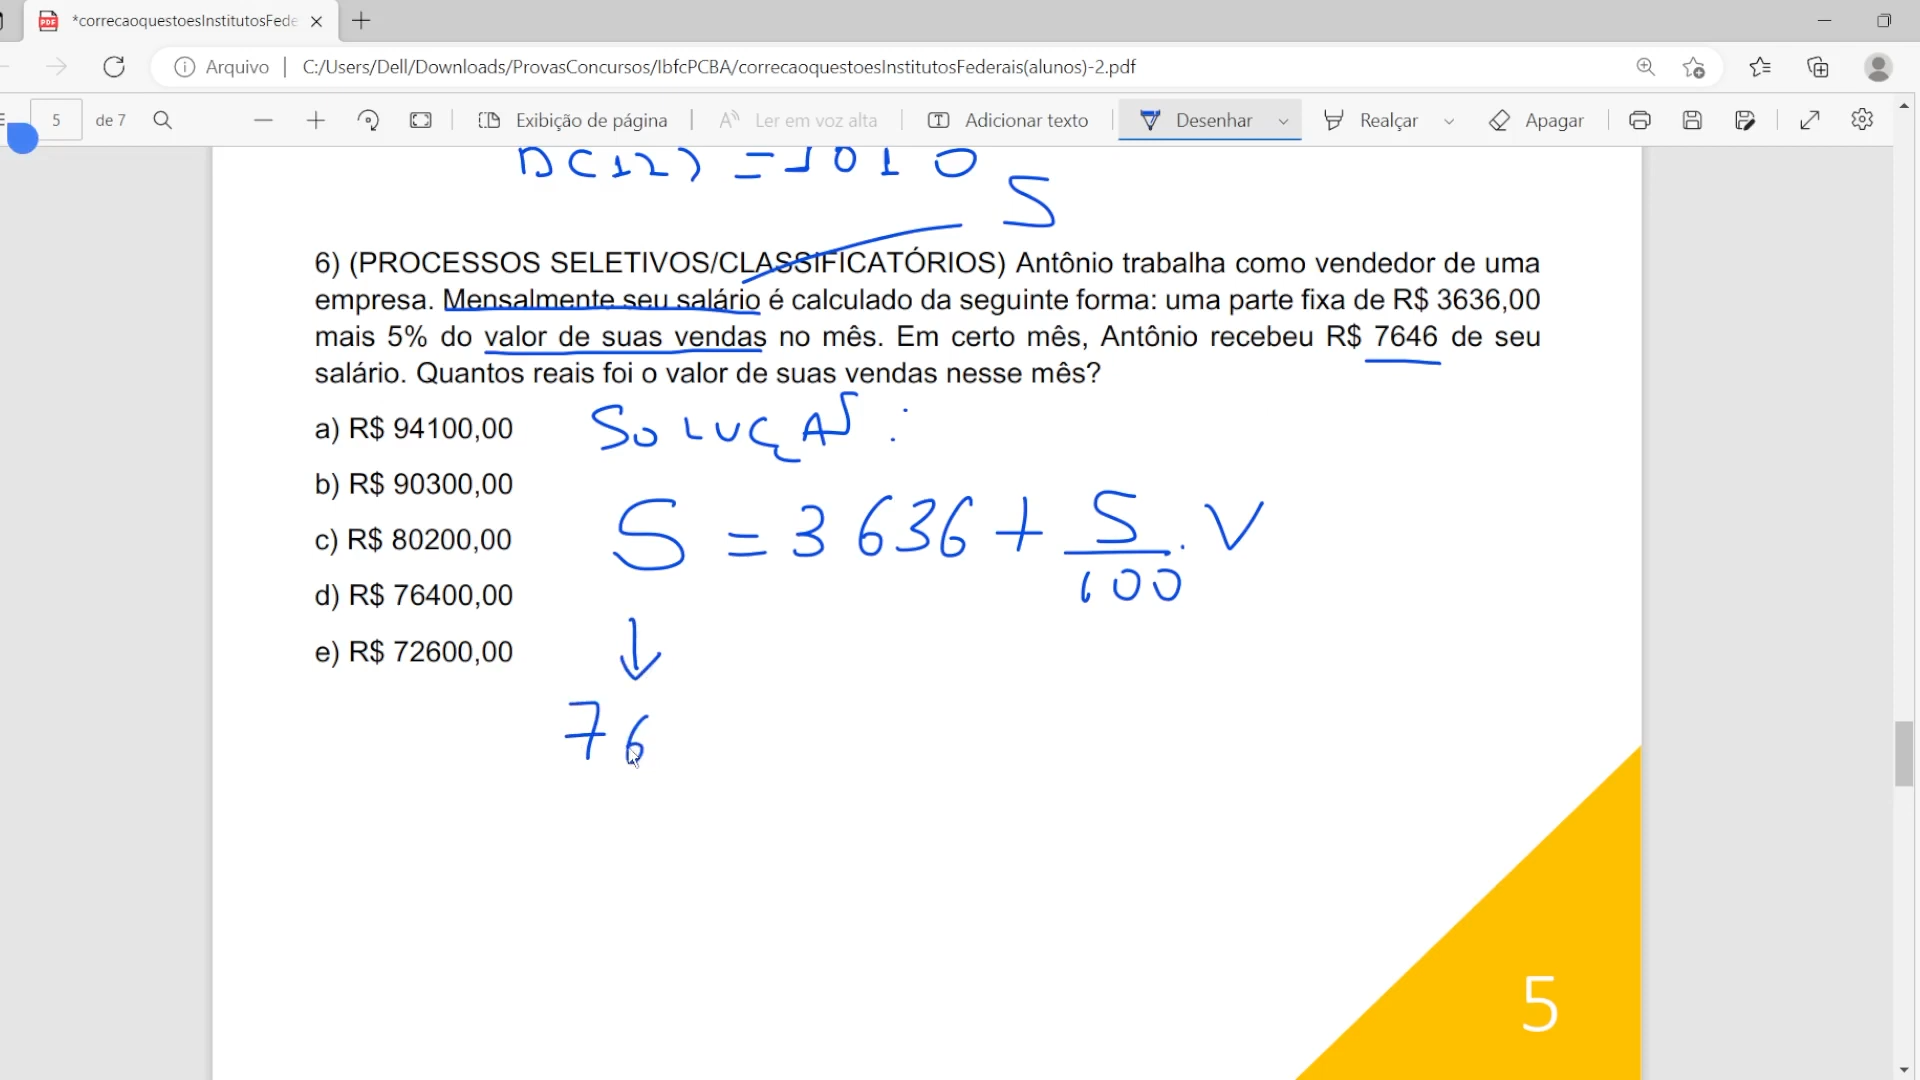 *correcaoquestoesInstitutosFede
Arquivo | C:/Users/Dell/Downloads/ProvasConcursos/IbfcPCBA/correcaoquestoesInstitutosFederais(alunos)-2.pdf
5 de 7 Exibição de página Ler em voz alta Adicionar texto Desenhar Realçar Apagar
D(12) = 1010
S
6) (PROCESSOS SELETIVOS/CLASSIFICATÓRIOS) Antônio trabalha como vendedor de uma
empresa. Mensalmente seu salário é calculado da seguinte forma: uma parte fixa de R$ 3636,00
mais 5% do valor de suas vendas no mês. Em certo mês, Antônio recebeu R$ 7646 de seu
salário. Quantos reais foi o valor de suas vendas nesse mês?
a) R$ 94100,00
SOLUÇÃO :
b) R$ 90300,00
c) R$ 80200,00
S = 3636 + 5/100 . V
d) R$ 76400,00
e) R$ 72600,00
76
5